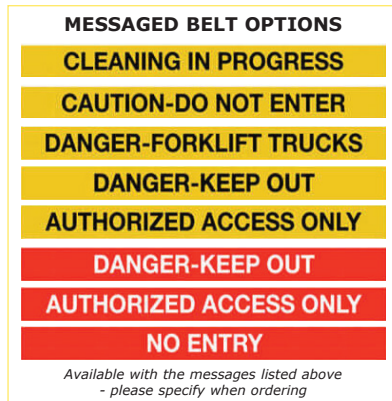 MESSAGED BELT OPTIONS
CLEANING IN PROGRESS
CAUTION-DO NOT ENTER
DANGER-FORKLIFT TRUCKS
DANGER-KEEP OUT
AUTHORIZED ACCESS ONLY
DANGER-KEEP OUT
AUTHORIZED ACCESS ONLY
NO ENTRY
Available with the messages listed above
- please specify when ordering